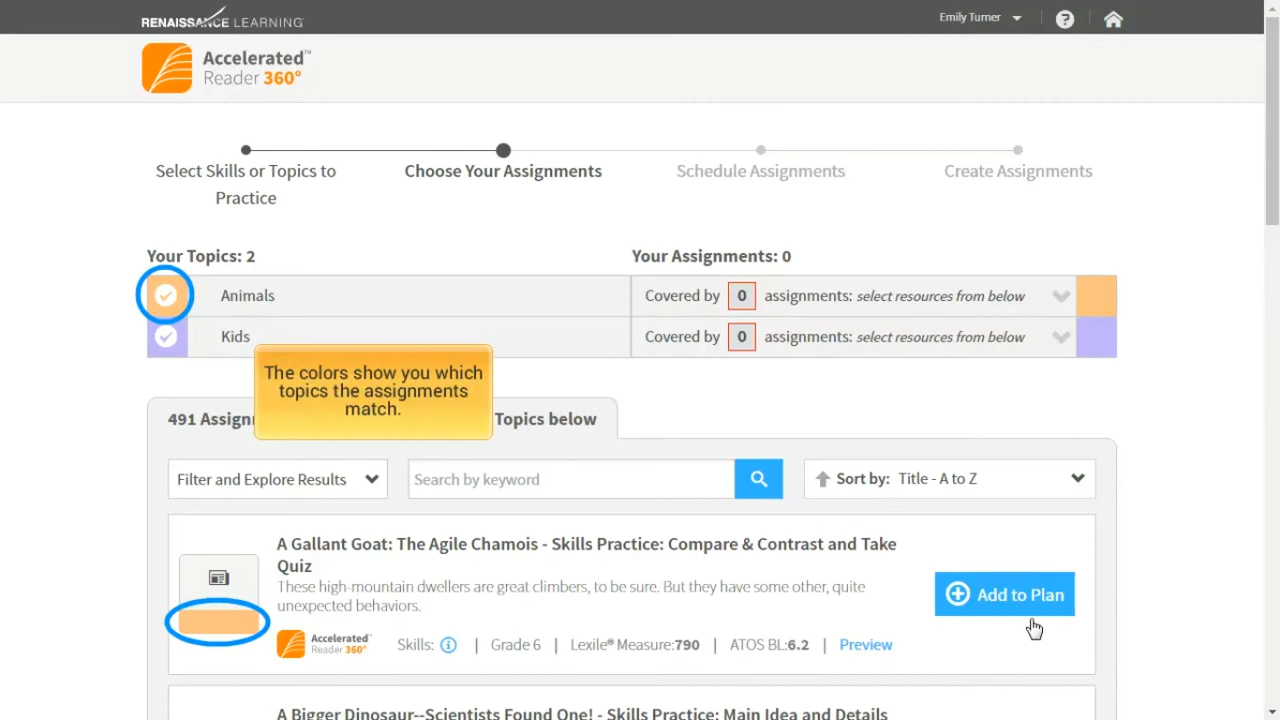 RENAISSANCE LEARNING
Emily Turner
?
Accelerated™
Reader 360°
Select Skills or Topics to
Practice
Choose Your Assignments
Schedule Assignments
Create Assignments
Your Topics: 2
Your Assignments: 0
Animals
Covered by 0 assignments: select resources from below
Kids
Covered by 0 assignments: select resources from below
The colors show you which
topics the assignments
match.
491
Topics below
Filter and Explore Results
Search by keyword
Sort by: Title - A to Z
A Gallant Goat: The Agile Chamois - Skills Practice: Compare & Contrast and Take
Quiz
These high-mountain dwellers are great climbers, to be sure. But they have some other, quite
unexpected behaviors.
Add to Plan
Accelerated™
Reader 360°
Skills: | Grade 6 | Lexile® Measure:790 | ATOS BL:6.2 | Preview
A Bigger Dinosaur--Scientists Found One! - Skills Practice: Main Idea and Details